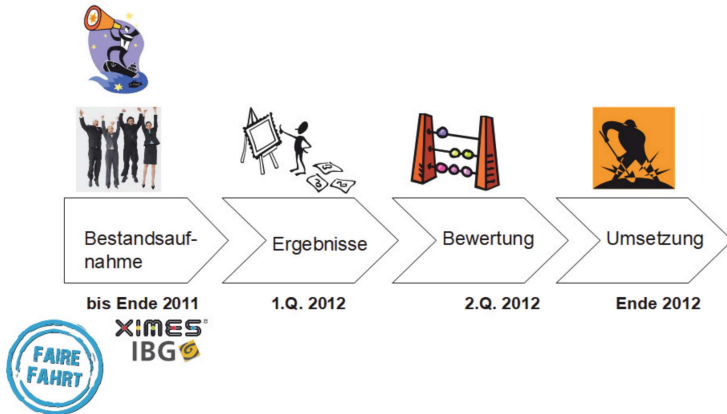 Bestandsauf-
nahme
Ergebnisse
Bewertung
Umsetzung
bis Ende 2011
1.Q. 2012
2.Q. 2012
Ende 2012
XIMES
IBG
FAIRE
FAHRT